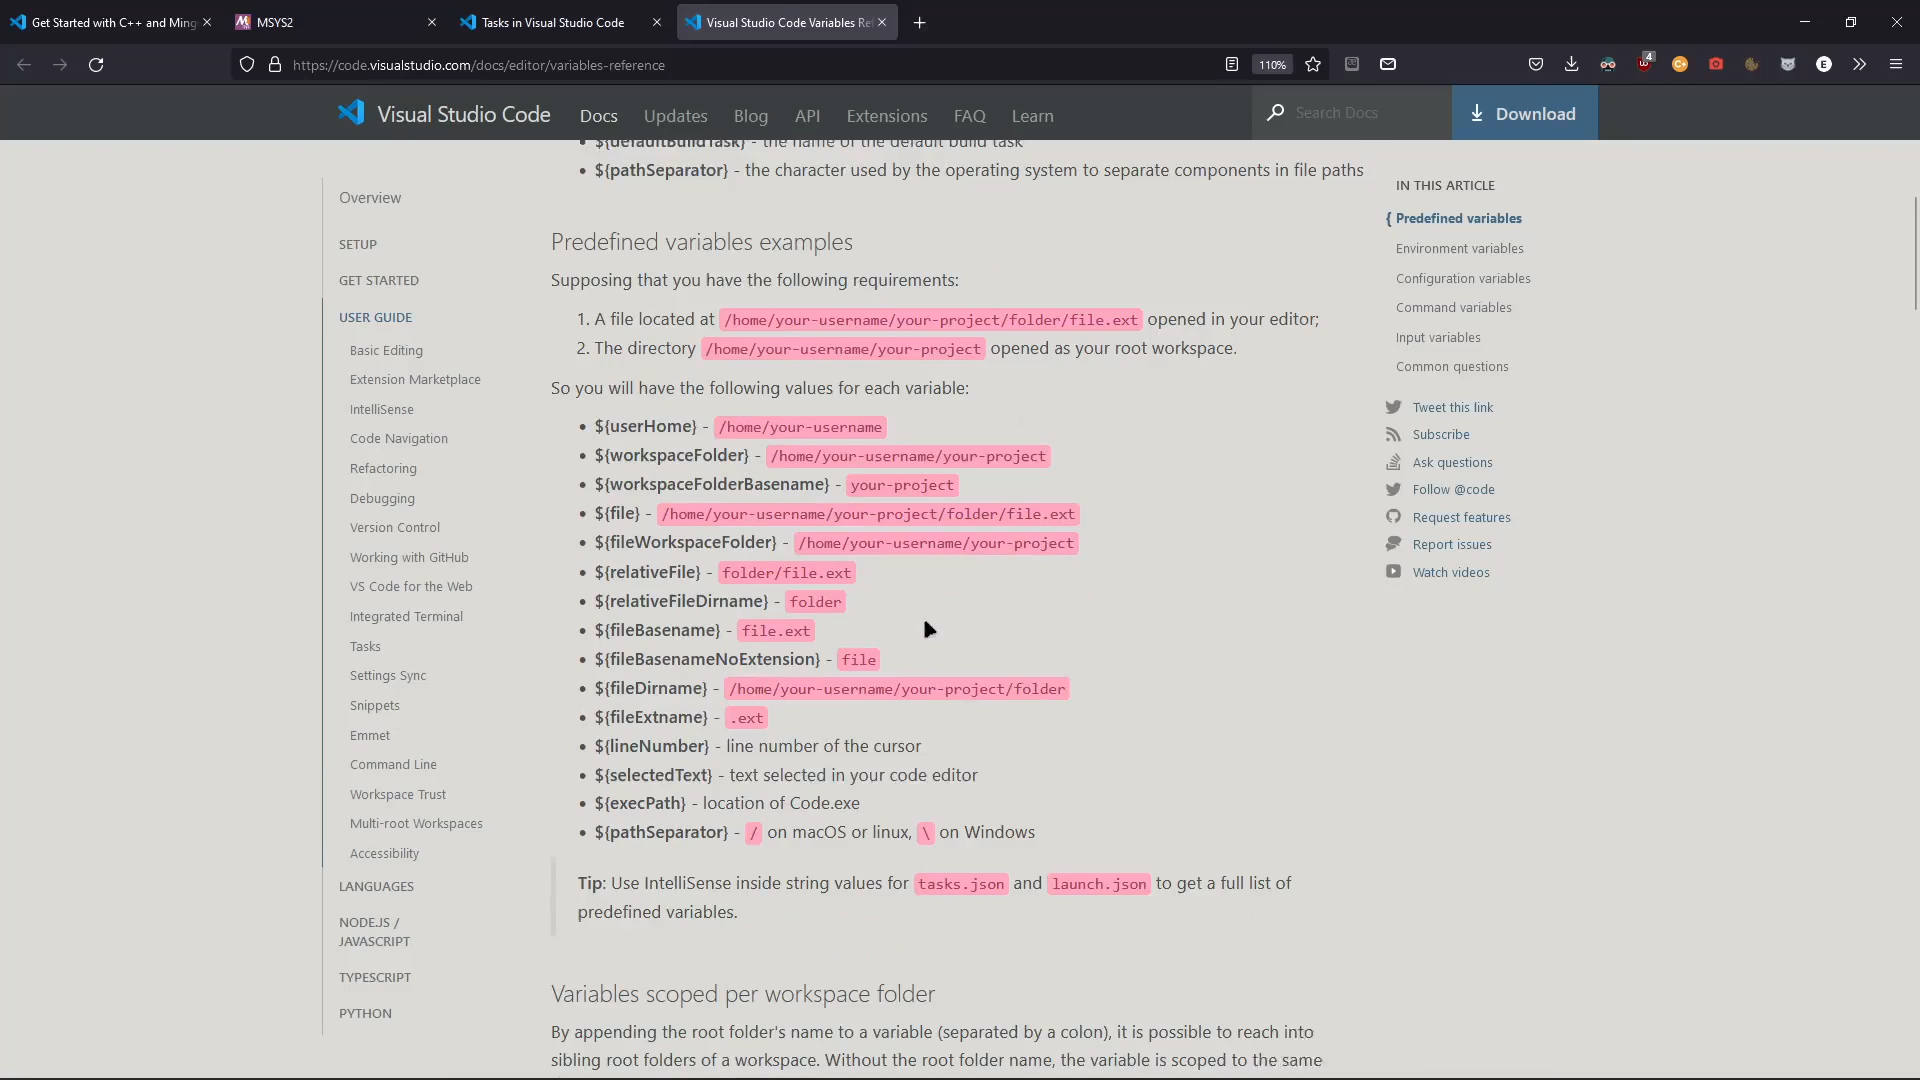 Get Started with C++ and Ming
MSYS2
Tasks in Visual Studio Code
Visual Studio Code Variables Re
https://code.visualstudio.com/docs/editor/variables-reference
110%
4
E
Visual Studio Code
Docs
Updates
Blog
API
Extensions
FAQ
Learn
Search Docs
Download
Overview
SETUP
GET STARTED
USER GUIDE
Basic Editing
Extension Marketplace
IntelliSense
Code Navigation
Refactoring
Debugging
Version Control
Working with GitHub
VS Code for the Web
Integrated Terminal
Tasks
Settings Sync
Snippets
Emmet
Command Line
Workspace Trust
Multi-root Workspaces
Accessibility
LANGUAGES
NODE.JS /
JAVASCRIPT
TYPESCRIPT
PYTHON
• ${defaultBuildTask} - the name of the default build task
• ${pathSeparator} - the character used by the operating system to separate components in file paths
Predefined variables examples
Supposing that you have the following requirements:
1. A file located at /home/your-username/your-project/folder/file.ext opened in your editor;
2. The directory /home/your-username/your-project opened as your root workspace.
So you will have the following values for each variable:
• ${userHome} - /home/your-username
• ${workspaceFolder} - /home/your-username/your-project
• ${workspaceFolderBasename} - your-project
• ${file} - /home/your-username/your-project/folder/file.ext
• ${fileWorkspaceFolder} - /home/your-username/your-project
• ${relativeFile} - folder/file.ext
• ${relativeFileDirname} - folder
• ${fileBasename} - file.ext
• ${fileBasenameNoExtension} - file
• ${fileDirname} - /home/your-username/your-project/folder
• ${fileExtname} - .ext
• ${lineNumber} - line number of the cursor
• ${selectedText} - text selected in your code editor
• ${execPath} - location of Code.exe
• ${pathSeparator} - / on macOS or linux, \ on Windows
Tip: Use IntelliSense inside string values for tasks.json and launch.json to get a full list of
predefined variables.
Variables scoped per workspace folder
By appending the root folder's name to a variable (separated by a colon), it is possible to reach into
sibling root folders of a workspace. Without the root folder name, the variable is scoped to the same
IN THIS ARTICLE
Predefined variables
Environment variables
Configuration variables
Command variables
Input variables
Common questions
Tweet this link
Subscribe
Ask questions
Follow @code
Request features
Report issues
Watch videos